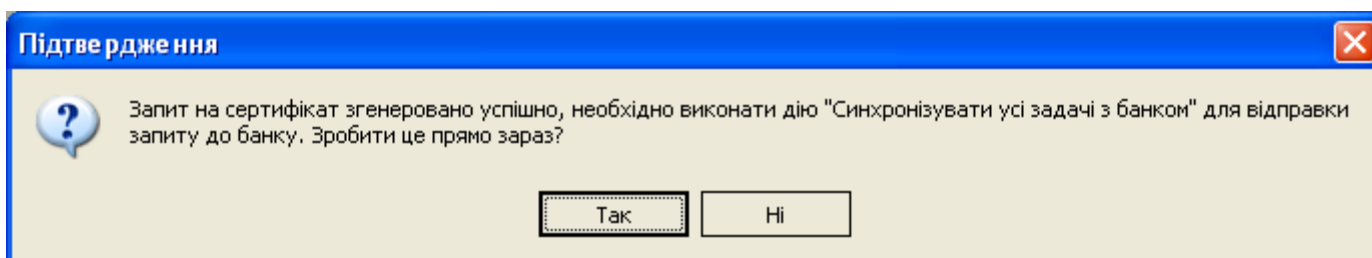 Підтвердження
Запит на сертифікат згенеровано успішно, необхідно виконати дію "Синхронізувати усі задачі з банком" для відправки
запиту до банку. Зробити це прямо зараз?
Так Ні